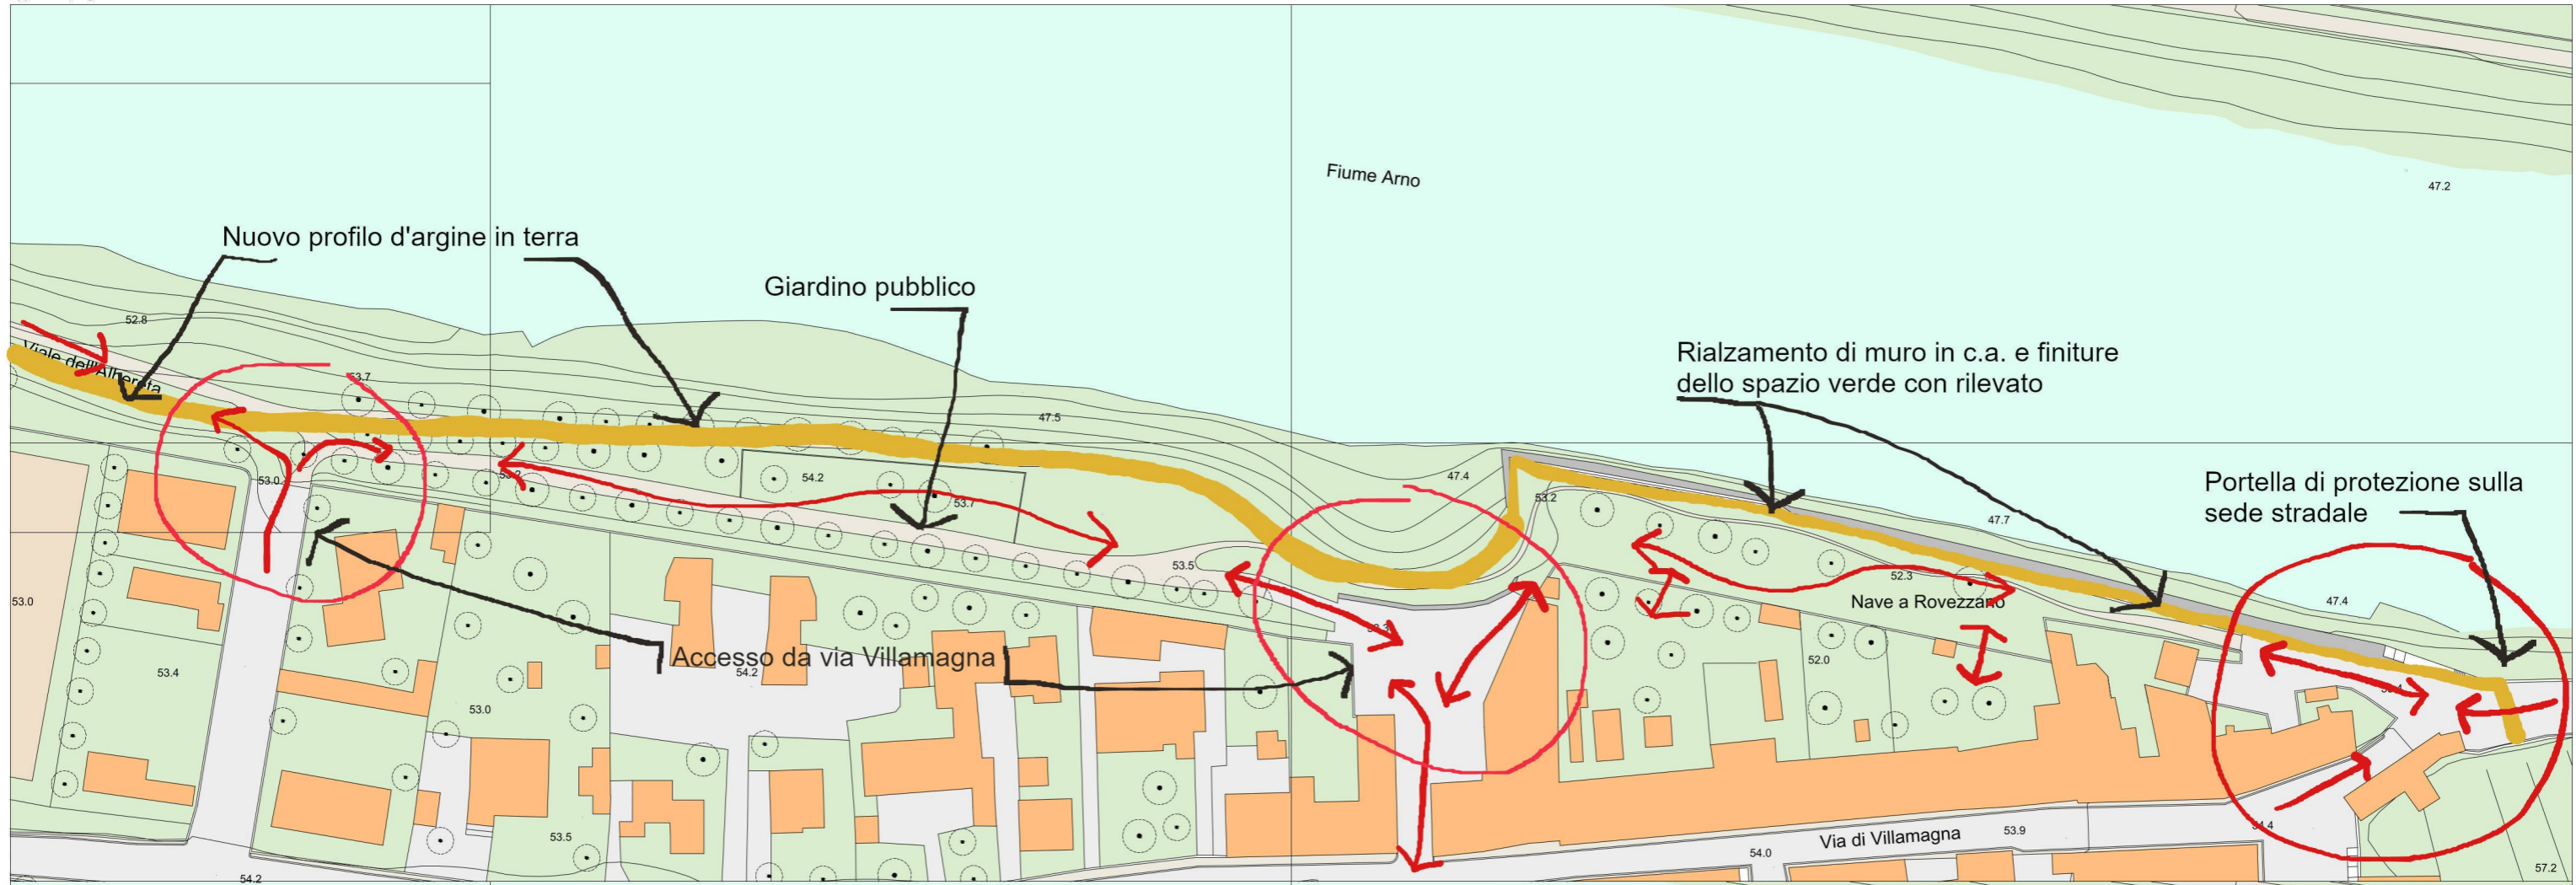 Fiume Arno
47.2
Nuovo profilo d'argine in terra
Giardino pubblico
52.8
Viale dell'Albereta
53.7
Rialzamento di muro in c.a. e finiture
dello spazio verde con rilevato
47.5
47.4
Portella di protezione sulla
sede stradale
53.0
54.2
53.7
53.2
47.7
53.5
52.3
53.0
Nave a Rovezzano
47.4
Accesso da via Villamagna
53.4
54.2
52.0
53.0
53.5
Via di Villamagna
53.9
54.0
54.4
54.2
57.2